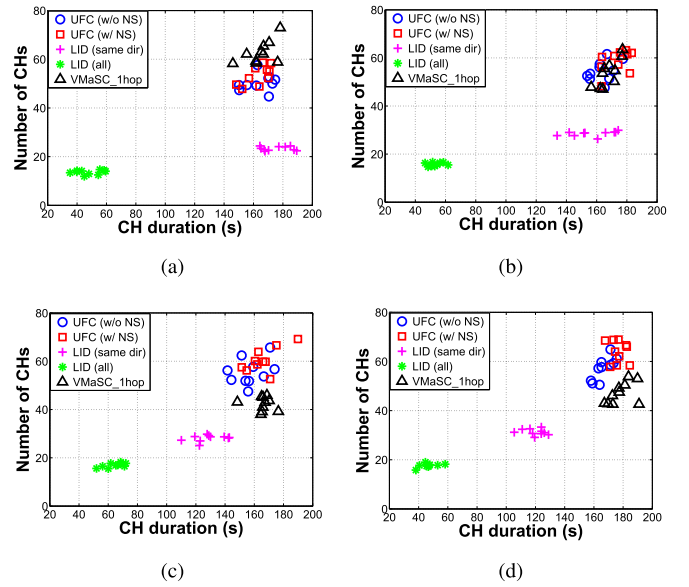 80
60
40
20
0
20 40 60 80 100 120 140 160 180 200
Number of CHs
CH duration (s)
UFC (w/o NS)
UFC (w/ NS)
LID (same dir)
LID (all)
VMaSC_1hop
(a)
80
60
40
20
0
20 40 60 80 100 120 140 160 180 200
Number of CHs
CH duration (s)
UFC (w/o NS)
UFC (w/ NS)
LID (same dir)
LID (all)
VMaSC_1hop
(b)
80
60
40
20
0
20 40 60 80 100 120 140 160 180 200
Number of CHs
CH duration (s)
UFC (w/o NS)
UFC (w/ NS)
LID (same dir)
LID (all)
VMaSC_1hop
(c)
80
60
40
20
0
20 40 60 80 100 120 140 160 180 200
Number of CHs
CH duration (s)
UFC (w/o NS)
UFC (w/ NS)
LID (same dir)
LID (all)
VMaSC_1hop
(d)